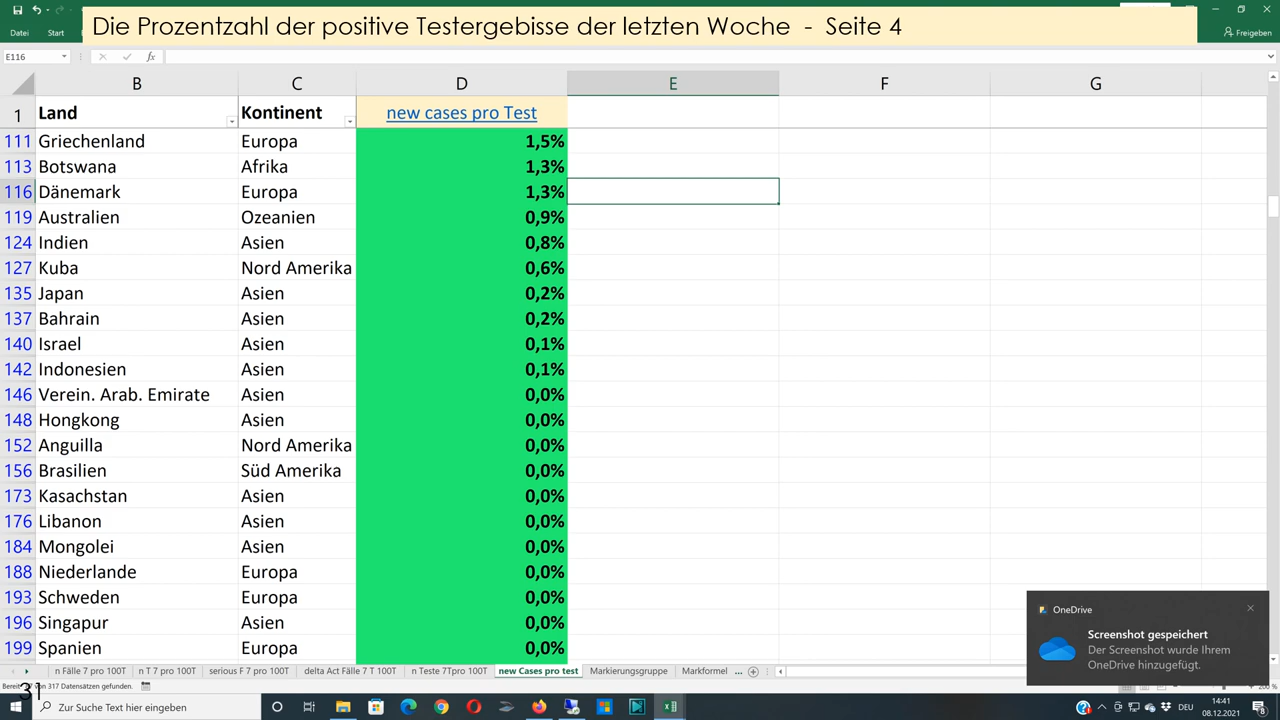 Die Prozentzahl der positive Testergebisse der letzten Woche - Seite 4
Datei Start Freigeben
E116 fx
B C D E F G
1 Land Kontinent new cases pro Test
111 Griechenland Europa 1,5%
113 Botswana Afrika 1,3%
116 Dänemark Europa 1,3%
119 Australien Ozeanien 0,9%
124 Indien Asien 0,8%
127 Kuba Nord Amerika 0,6%
135 Japan Asien 0,2%
137 Bahrain Asien 0,2%
140 Israel Asien 0,1%
142 Indonesien Asien 0,1%
146 Verein. Arab. Emirate Asien 0,0%
148 Hongkong Asien 0,0%
152 Anguilla Nord Amerika 0,0%
156 Brasilien Süd Amerika 0,0%
173 Kasachstan Asien 0,0%
176 Libanon Asien 0,0%
184 Mongolei Asien 0,0%
188 Niederlande Europa 0,0%
193 Schweden Europa 0,0%
196 Singapur Asien 0,0%
199 Spanien Europa 0,0%
OneDrive
Screenshot gespeichert
Der Screenshot wurde Ihrem
OneDrive hinzugefügt.
n Fälle 7 pro 100T n T 7 pro 100T serious F 7 pro 100T delta Act Fälle 7 T 100T n Teste 7Tpro 100T new Cases pro test Markierungsgruppe Markformel ...
von 317 Datensätzen gefunden. 200 %
31
Zur Suche Text hier eingeben
14:41
08.12.2021